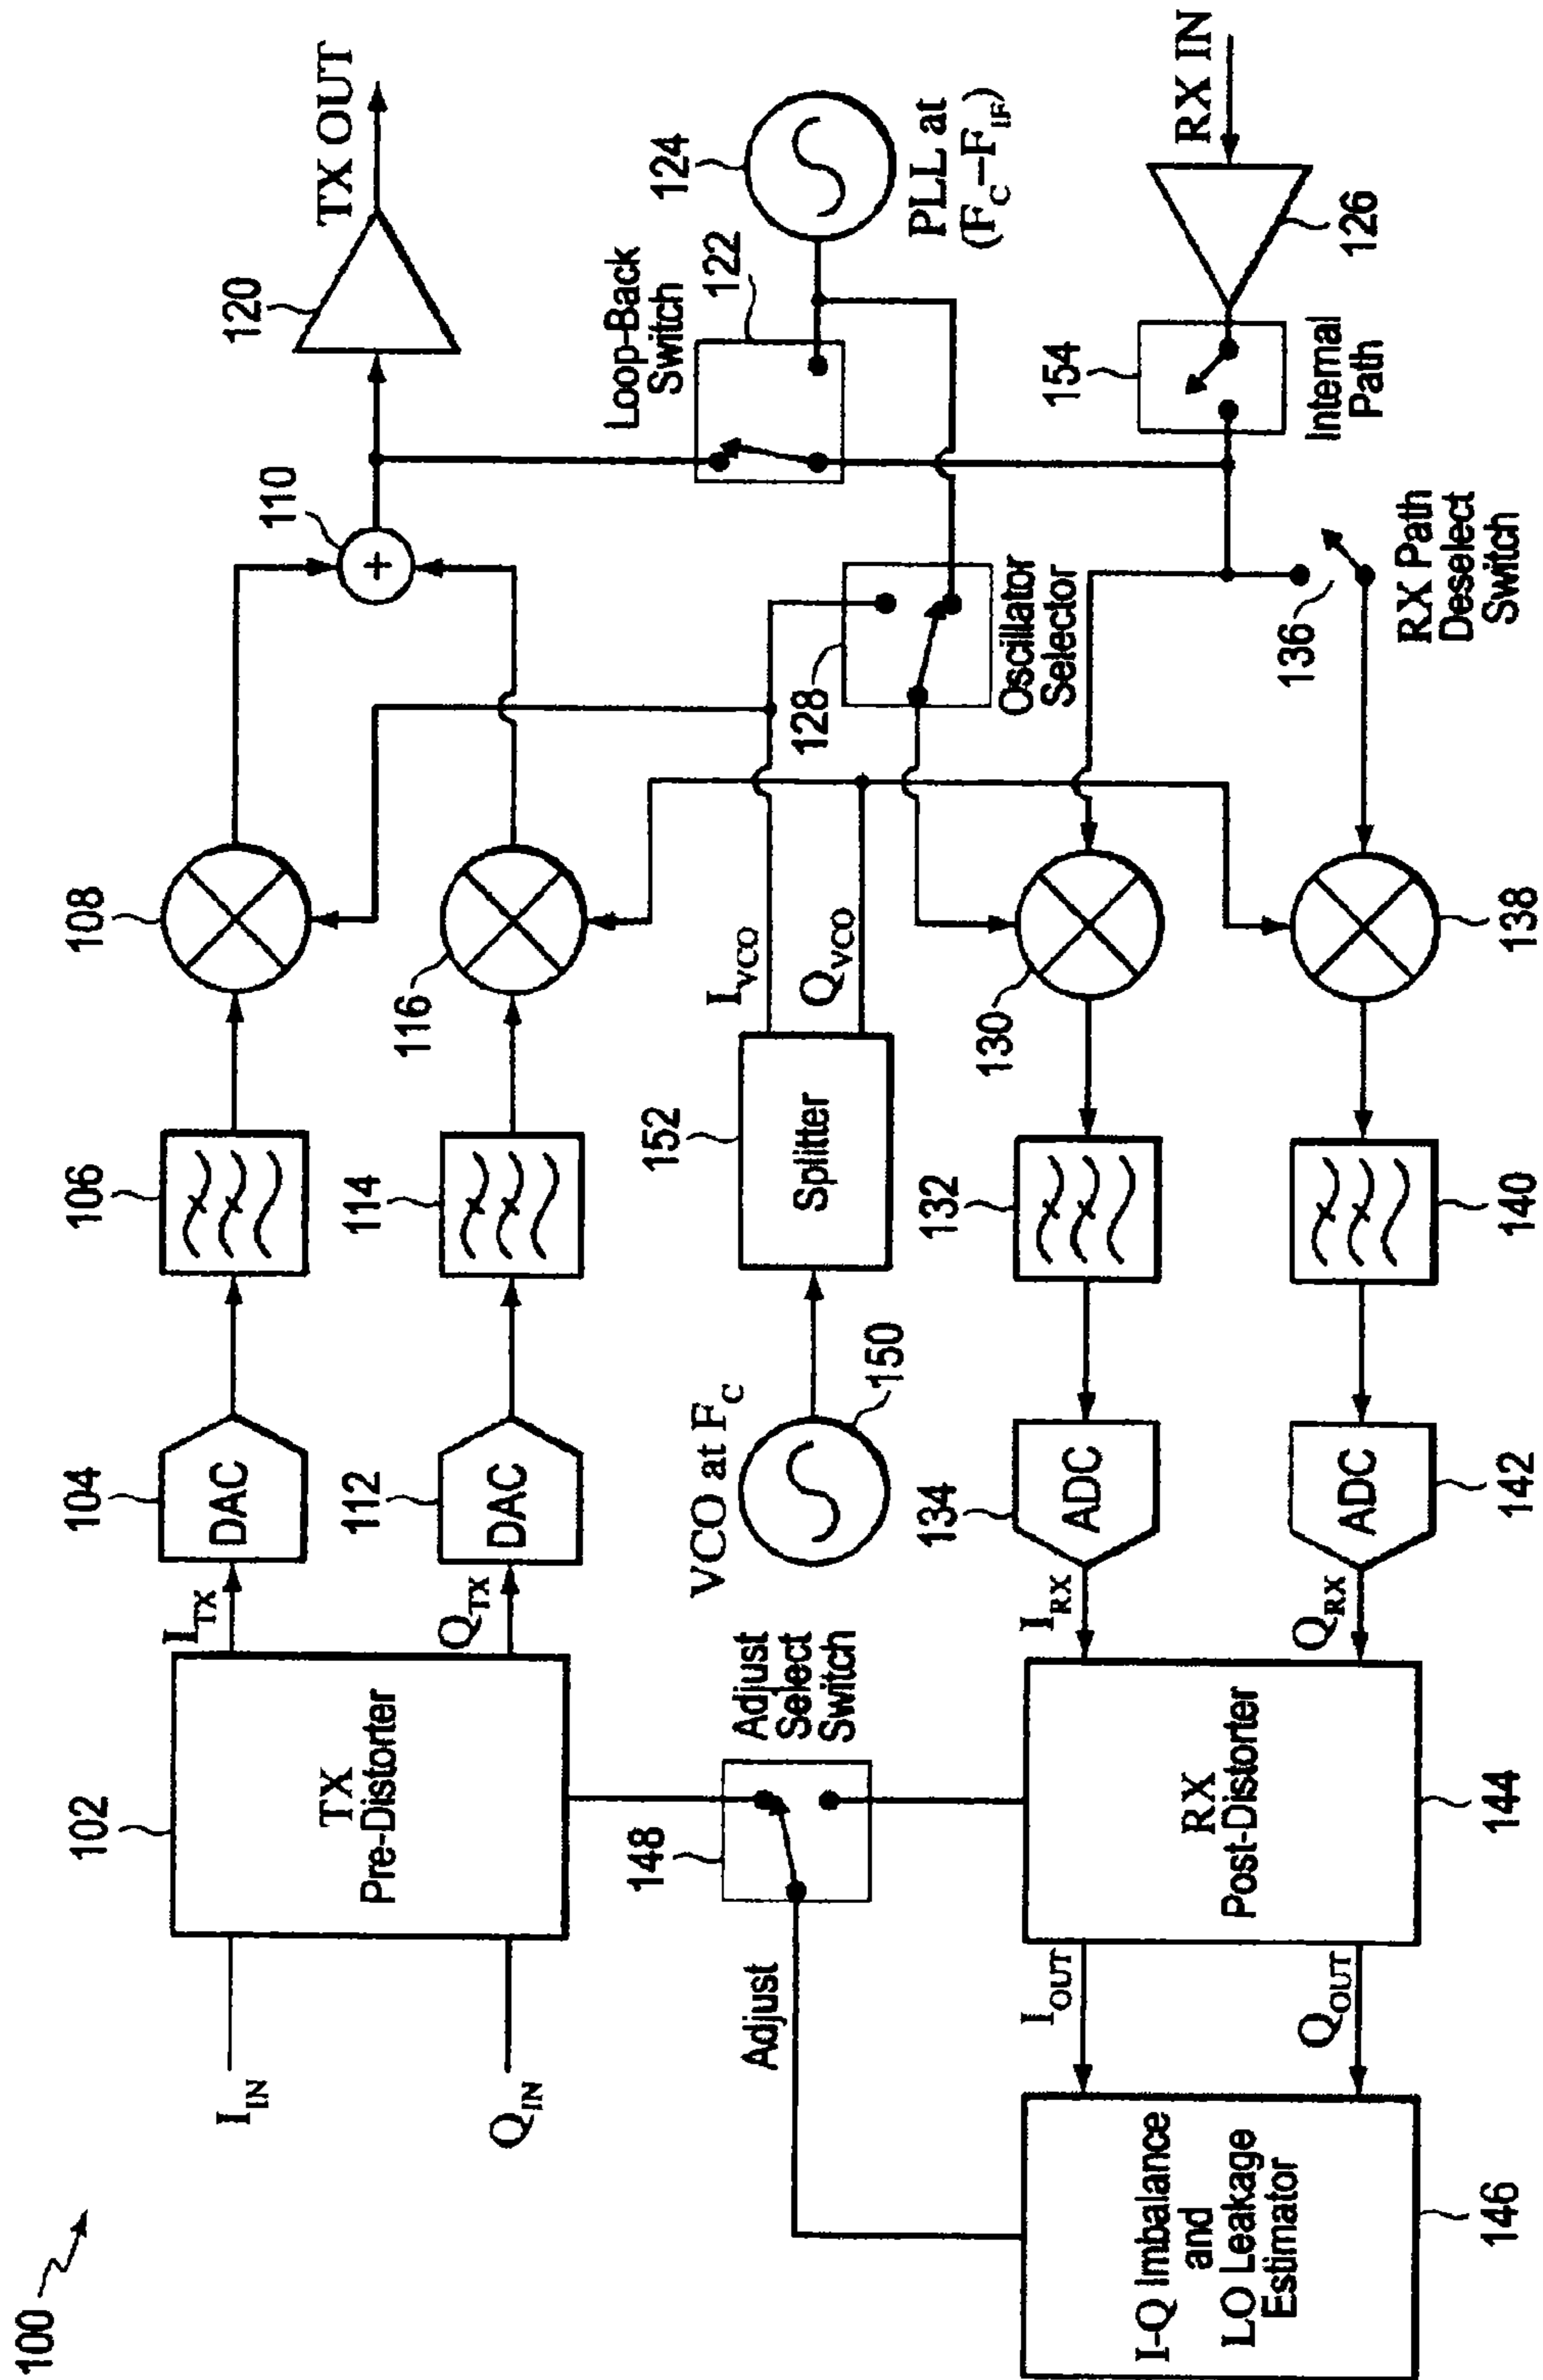 100
I_IN
Q_IN
102
TX
Pre-Distorter
I_TX
Q_TX
104
DAC
112
DAC
106
114
108
116
110
120
TX OUT
Adjust
148
Adjust
Select
Switch
VCO at F_C
150
152
Splitter
I_VCO
Q_VCO
128
Oscillator
Selector
Loop-Back
Switch
122
124
PLL at
(F_C–F_IF)
I-Q Imbalance
and
LO Leakage
Estimator
146
I_OUT
Q_OUT
RX
Post-Distorter
144
I_RX
Q_RX
134
ADC
ADC
142
132
140
130
138
136
RX Path
Deselect
Switch
154
Internal
Path
126
RX IN